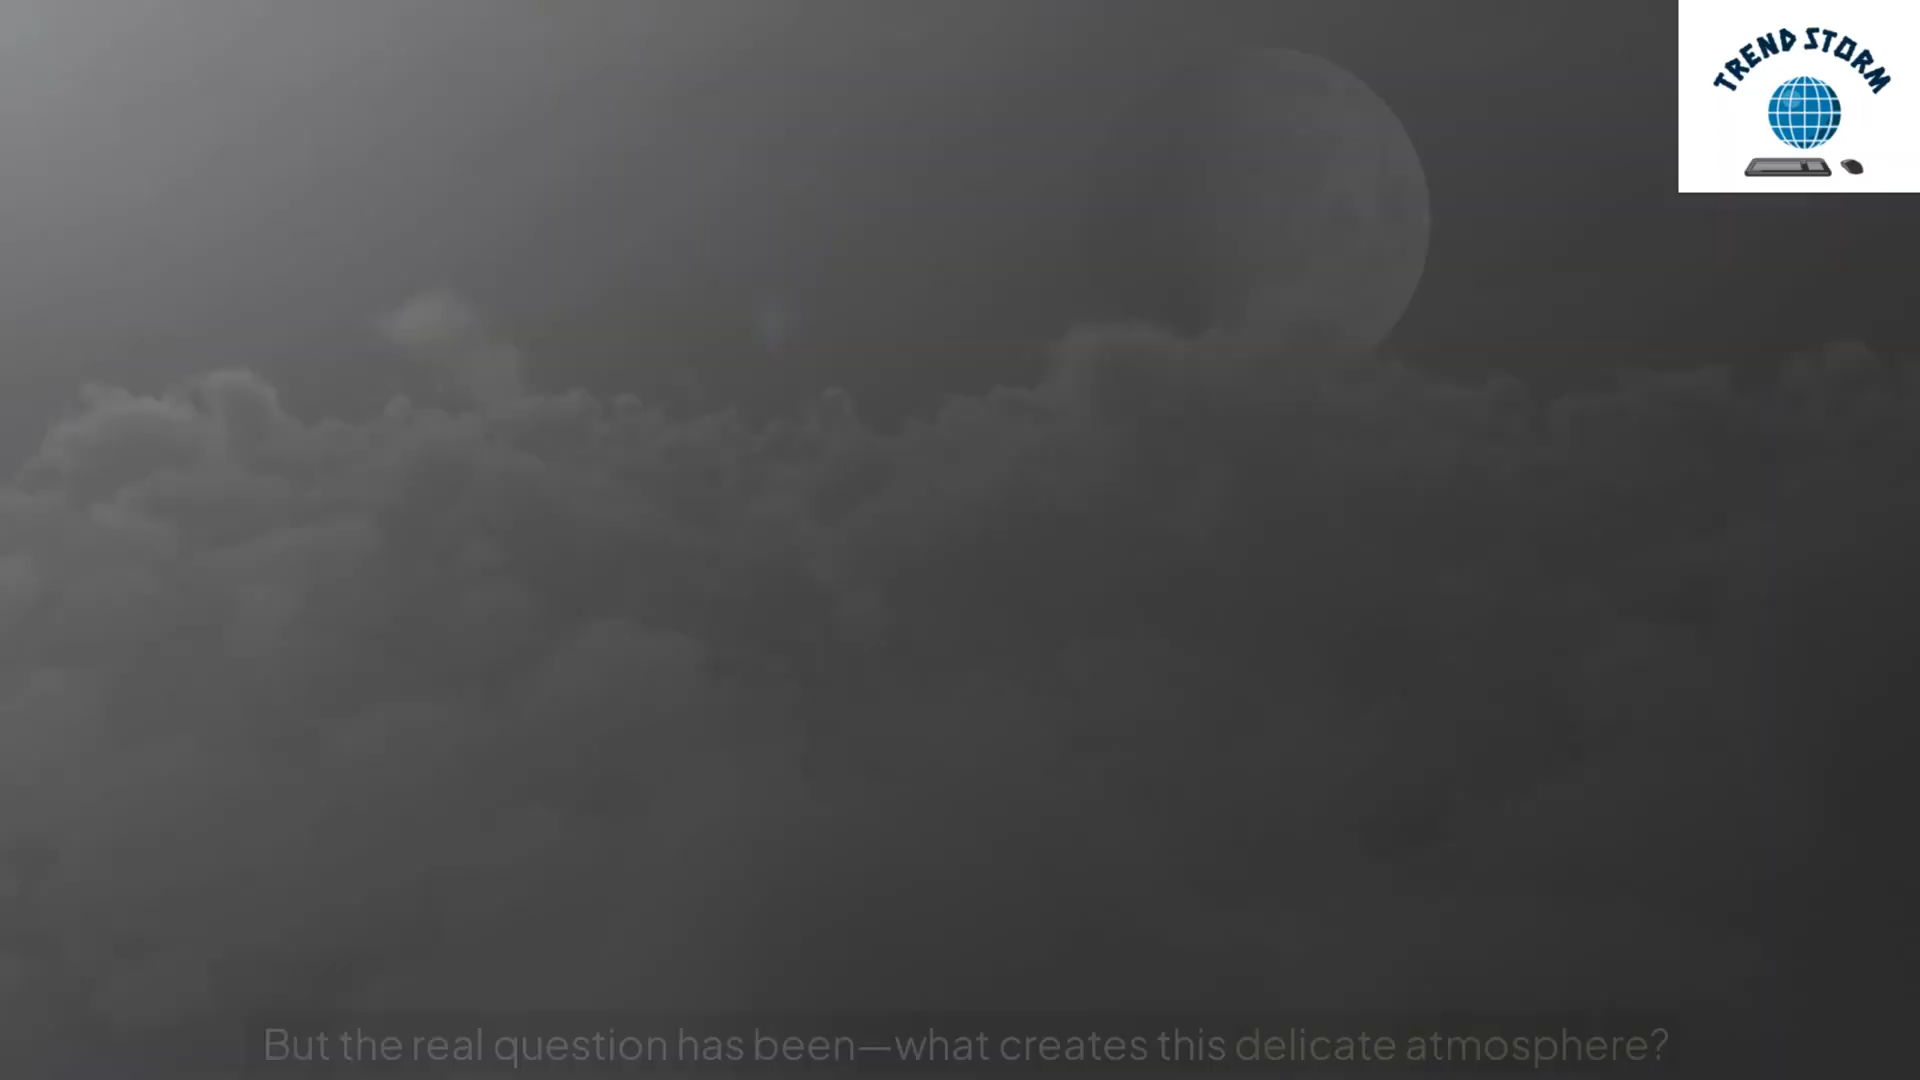 TREND STORM
But the real question has been—what creates this delicate atmosphere?